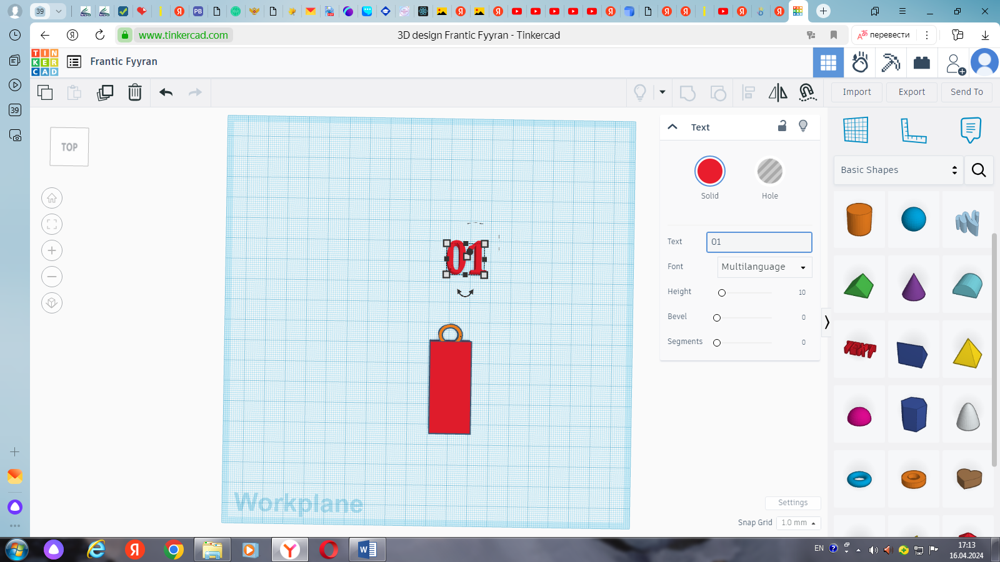 39
www.tinkercad.com
3D design Frantic Fyyran - Tinkercad
перевести
TIN
KER
CAD
Frantic Fyyran
39
Import
Export
Send To
TOP
Text
Solid
Hole
Text
01
Font
Multilanguage
Height
10
Bevel
0
Segments
0
01
Basic Shapes
TEXT
Workplane
Settings
Snap Grid
1.0 mm
EN
17:13
16.04.2024